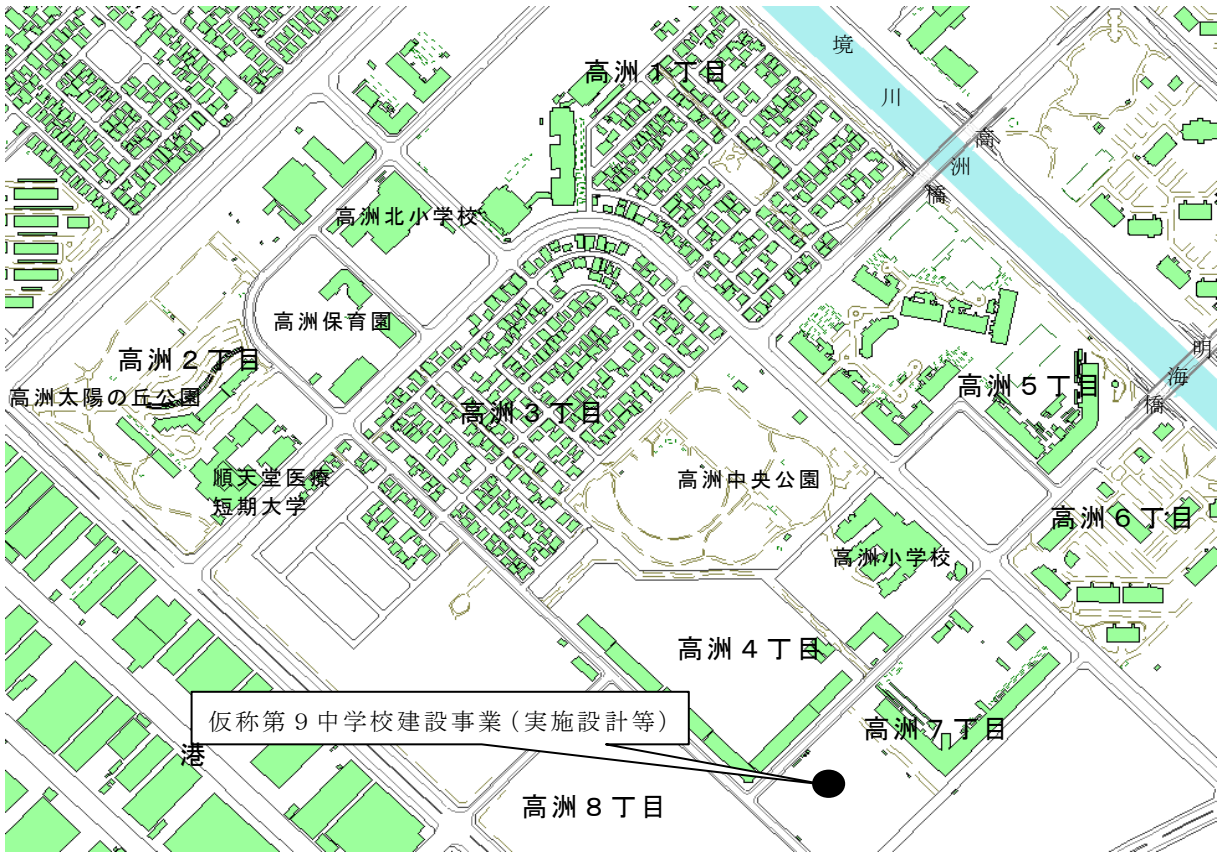 境川
高洲１丁目
高洲橋
高洲北小学校
高洲保育園
明海橋
高洲２丁目
高洲５丁目
高洲太陽の丘公園
高洲３丁目
順天堂医療
短期大学
高洲中央公園
高洲６丁目
高洲小学校
高洲４丁目
仮称第９中学校建設事業（実施設計等）
高洲７丁目
港
高洲８丁目